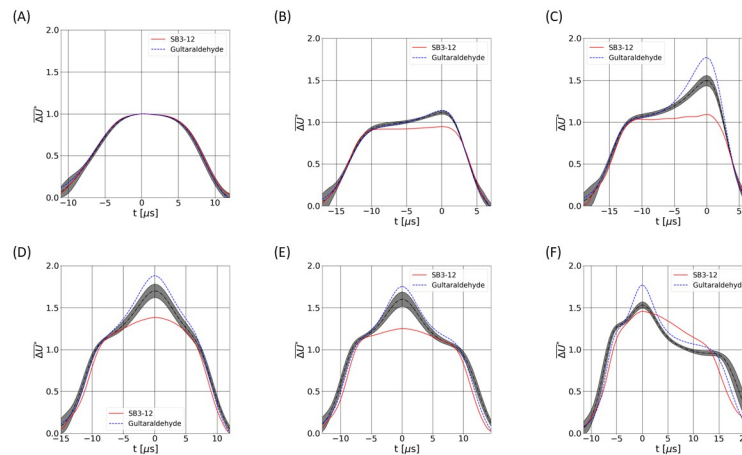 (A)
2.0
1.5
1.0
0.5
0.0
SB3-12
Gultaraldehyde
ΔU*
−10 −5 0 5 10
t [μs]
(B)
2.0
1.5
1.0
0.5
0.0
SB3-12
Gultaraldehyde
ΔU*
−15 −10 −5 0 5
t [μs]
(C)
2.0
1.5
1.0
0.5
0.0
SB3-12
Gultaraldehyde
ΔU*
−15 −10 −5 0 5
t [μs]
(D)
2.0
1.5
1.0
0.5
0.0
SB3-12
Gultaraldehyde
ΔU*
−15 −10 −5 0 5 10
t [μs]
(E)
2.0
1.5
1.0
0.5
0.0
SB3-12
Gultaraldehyde
ΔU*
−10 −5 0 5 10
t [μs]
(F)
2.0
1.5
1.0
0.5
0.0
SB3-12
Gultaraldehyde
ΔU*
−10 −5 0 5 10 15 20
t [μs]